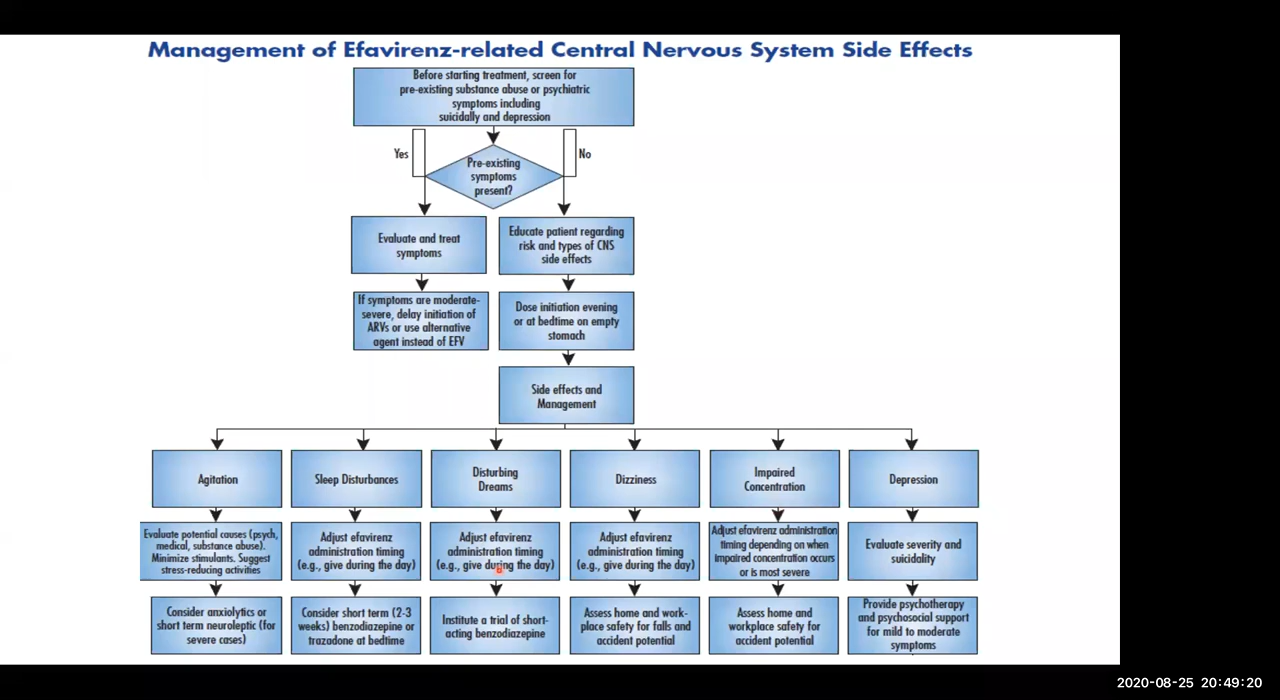 Management of Efavirenz-related Central Nervous System Side Effects
Before starting treatment, screen for
pre-existing substance abuse or psychiatric
symptoms including
suicidally and depression
Yes
No
Pre-existing
symptoms
present?
Evaluate and treat
symptoms
Educate patient regarding
risk and types of CNS
side effects
If symptoms are moderate-
severe, delay initiation of
ARVs or use alternative
agent instead of EFV
Dose initiation evening
or at bedtime on empty
stomach
Side effects and
Management
Agitation
Sleep Disturbances
Disturbing
Dreams
Dizziness
Impaired
Concentration
Depression
Evaluate potential causes (psych,
medical, substance abuse).
Minimize stimulants. Suggest
stress-reducing activities
Adjust efavirenz
administration timing
(e.g., give during the day)
Adjust efavirenz
administration timing
(e.g., give during the day)
Adjust efavirenz
administration timing
(e.g., give during the day)
Adjust efavirenz administration
timing depending on when
impaired concentration occurs
or is most severe
Evaluate severity and
suicidality
Consider anxiolytics or
short term neuroleptic (for
severe cases)
Consider short term (2-3
weeks) benzodiazepine or
trazadone at bedtime
Institute a trial of short-
acting benzodiazepine
Assess home and work-
place safety for falls and
accident potential
Assess home and
workplace safety for
accident potential
Provide psychotherapy
and psychosocial support
for mild to moderate
symptoms
2020-08-25 20:49:20